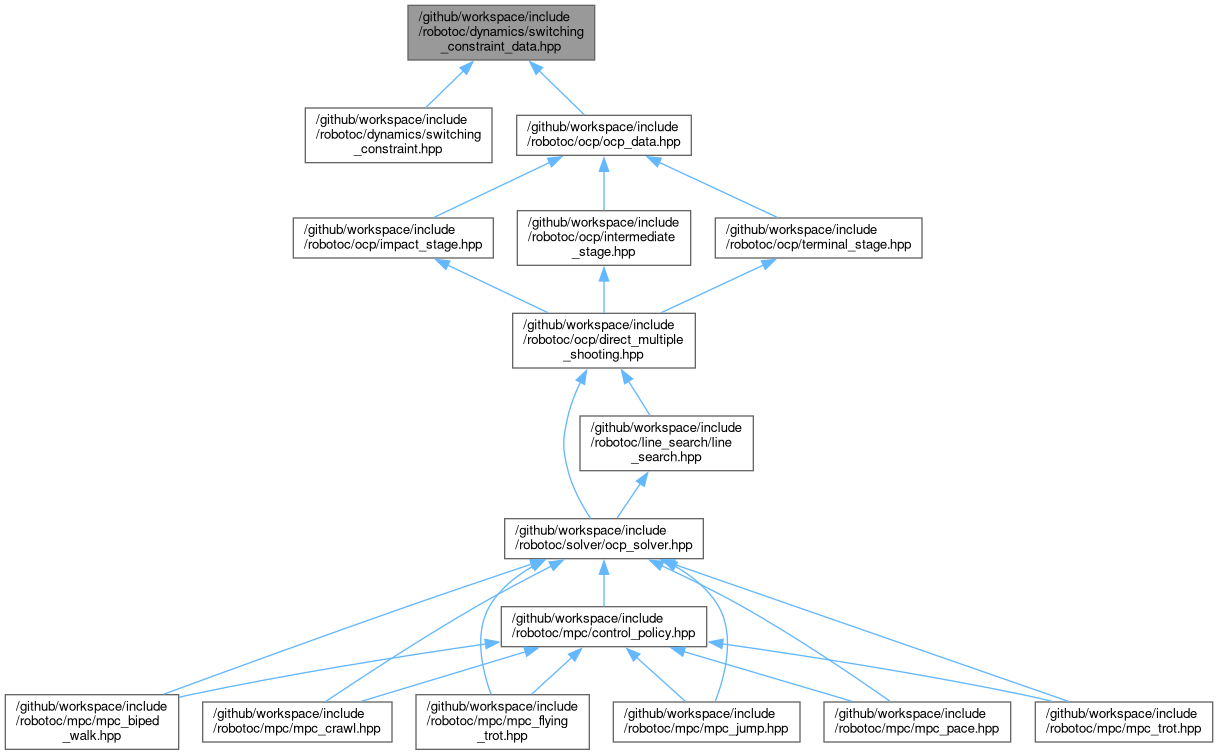 /github/workspace/include
/robotoc/dynamics/switching
_constraint_data.hpp
/github/workspace/include
/robotoc/dynamics/switching
_constraint.hpp
/github/workspace/include
/robotoc/ocp/ocp_data.hpp
/github/workspace/include
/robotoc/ocp/impact_stage.hpp
/github/workspace/include
/robotoc/ocp/intermediate
_stage.hpp
/github/workspace/include
/robotoc/ocp/terminal_stage.hpp
/github/workspace/include
/robotoc/ocp/direct_multiple
_shooting.hpp
/github/workspace/include
/robotoc/line_search/line
_search.hpp
/github/workspace/include
/robotoc/solver/ocp_solver.hpp
/github/workspace/include
/robotoc/mpc/control_policy.hpp
/github/workspace/include
/robotoc/mpc/mpc_biped
_walk.hpp
/github/workspace/include
/robotoc/mpc/mpc_crawl.hpp
/github/workspace/include
/robotoc/mpc/mpc_flying
_trot.hpp
/github/workspace/include
/robotoc/mpc/mpc_jump.hpp
/github/workspace/include
/robotoc/mpc/mpc_pace.hpp
/github/workspace/include
/robotoc/mpc/mpc_trot.hpp